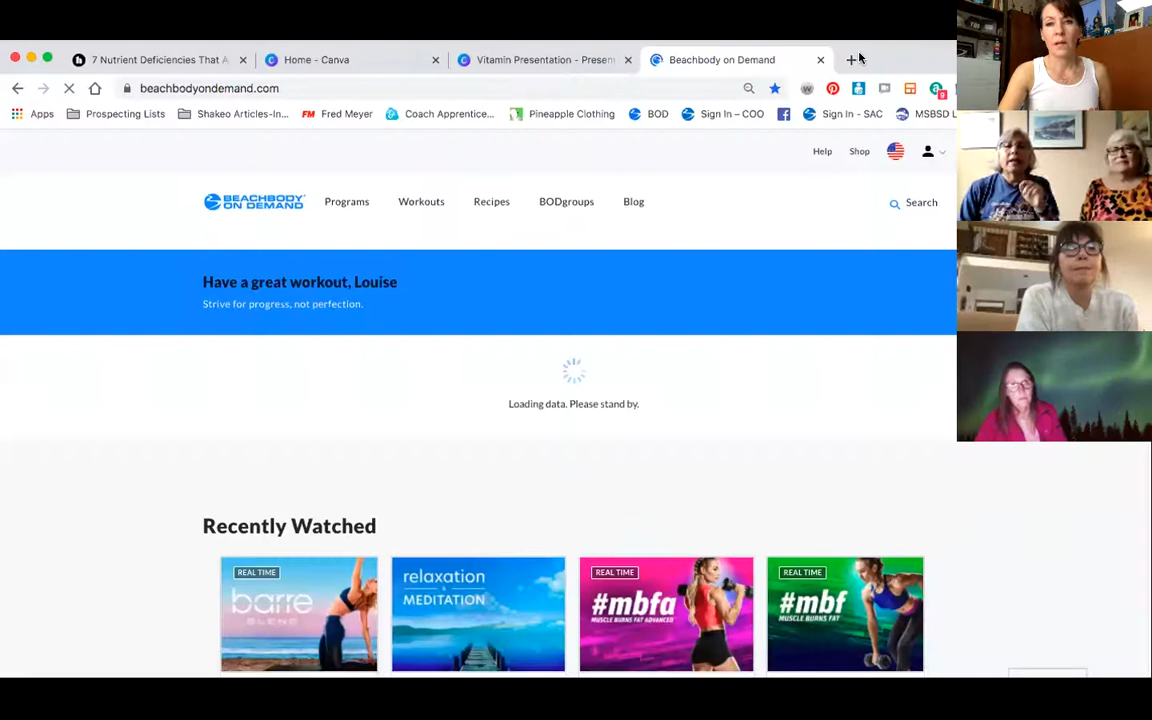 7 Nutrient Deficiencies That A
Home - Canva
Vitamin Presentation - Presen
Beachbody on Demand
beachbodyondemand.com
Apps
Prospecting Lists
Shakeo Articles-In...
FM Fred Meyer
Coach Apprentice...
Pineapple Clothing
BOD
Sign In – COO
Sign In - SAC
MSBSD L
9
Help
Shop
BEACHBODY
ON DEMAND
Programs
Workouts
Recipes
BODgroups
Blog
Search
Have a great workout, Louise
Strive for progress, not perfection.
Loading data. Please stand by.
Recently Watched
REAL TIME
barre
BLEND
relaxation
& MEDITATION
REAL TIME
#mbfa
MUSCLE BURNS FAT ADVANCED
REAL TIME
#mbf
MUSCLE BURNS FAT